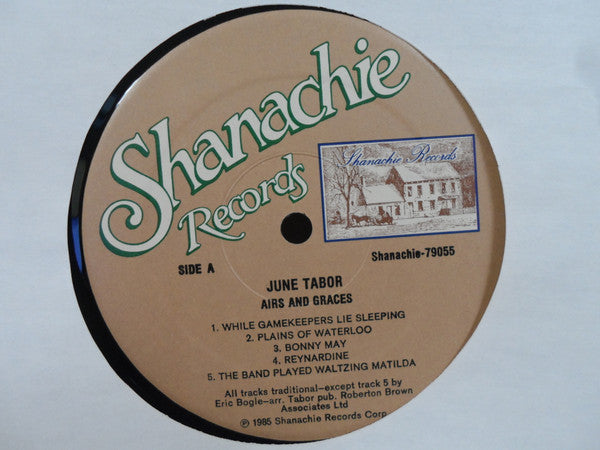 Shanachie
Records
Shanachie Records
SIDE A
Shanachie-79055
JUNE TABOR
AIRS AND GRACES
1. WHILE GAMEKEEPERS LIE SLEEPING
2. PLAINS OF WATERLOO
3. BONNY MAY
4. REYNARDINE
5. THE BAND PLAYED WALTZING MATILDA
All tracks traditional-except track 5 by
Eric Bogle-arr. Tabor pub. Roberton Brown
Associates Ltd
℗ 1985 Shanachie Records Corp.